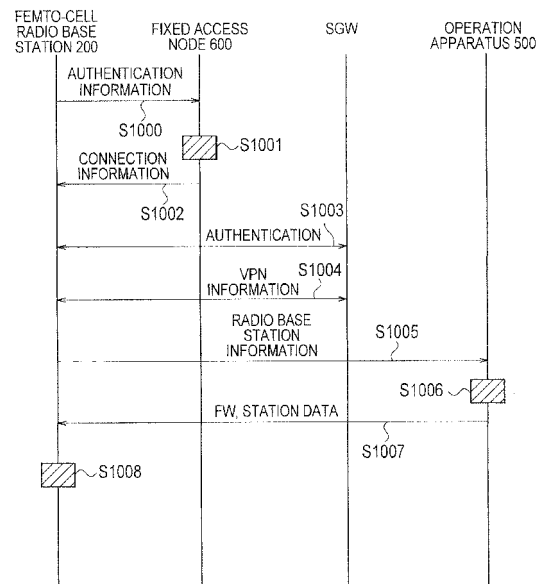 FEMTO-CELL
RADIO BASE
STATION 200
FIXED ACCESS
NODE 600
SGW
OPERATION
APPARATUS 500
AUTHENTICATION
INFORMATION
S1000
S1001
CONNECTION
INFORMATION
S1002
S1003
AUTHENTICATION
S1004
VPN
INFORMATION
RADIO BASE
STATION
INFORMATION
S1005
S1006
FW, STATION DATA
S1007
S1008